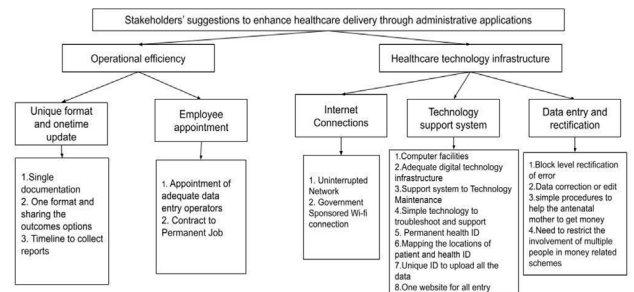 Stakeholders' suggestions to enhance healthcare delivery through administrative applications
Operational efficiency
Healthcare technology infrastructure
Unique format
and onetime
update
Employee
appointment
Internet
Connections
Technology
support system
Data entry and
rectification
1.Single
documentation
2. One format and
sharing the
outcomes options
3. Timeline to collect
reports
1. Appointment of
adequate data
entry operators
2. Contract to
Permanent Job
1. Uninterrupted
Network
2. Government
Sponsored Wi-fi
connection
1.Computer facilities
2.Adequate digital technology
infrastructure
3.Support system to Technology
Maintenance
4.Simple technology to
troubleshoot and support
5. Permanent health ID
6.Mapping the locations of
patient and health ID
7.Unique ID to upload all the
data
8.One website for all entry
1.Block level rectification
of error
2.Data correction or edit
3.simple procedures to
help the antenatal
mother to get money
4.Need to restrict the
involvement of multiple
people in money related
schemes